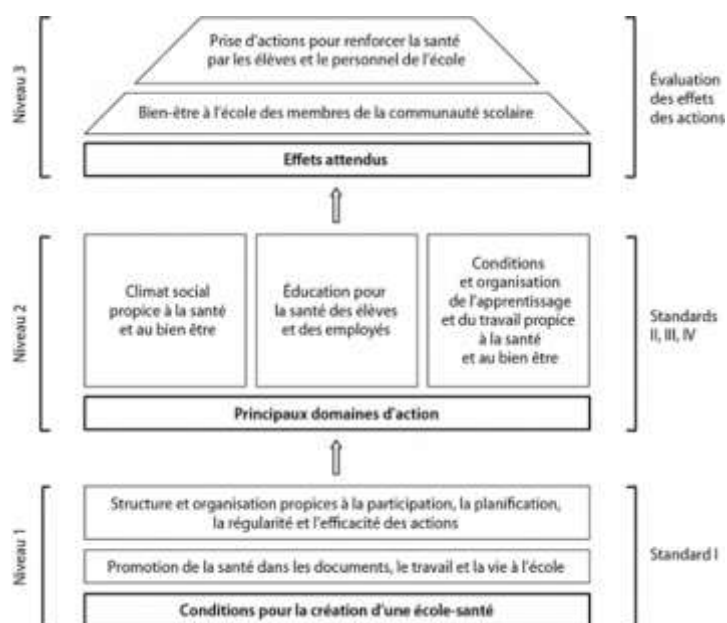 Niveau 3
Prise d'actions pour renforcer la santé
par les élèves et le personnel de l'école
Bien-être à l'école des membres de la communauté scolaire
Effets attendus
Évaluation
des effets
des actions
Niveau 2
Climat social
propice à la santé
et au bien être
Éducation pour
la santé des élèves
et des employés
Conditions
et organisation
de l'apprentissage
et du travail propice
à la santé
et au bien être
Principaux domaines d'action
Standards
II, III, IV
Niveau 1
Structure et organisation propices à la participation, la planification,
la régularité et l'efficacité des actions
Promotion de la santé dans les documents, le travail et la vie à l'école
Conditions pour la création d'une école-santé
Standard I